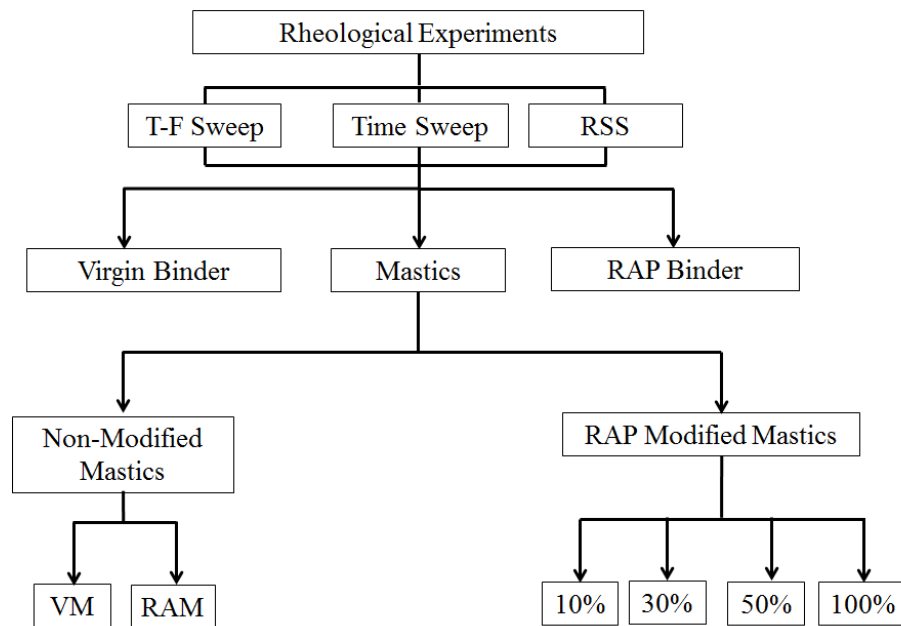 Rheological Experiments
T-F Sweep
Time Sweep
RSS
Virgin Binder
Mastics
RAP Binder
Non-Modified
Mastics
RAP Modified Mastics
VM
RAM
10%
30%
50%
100%